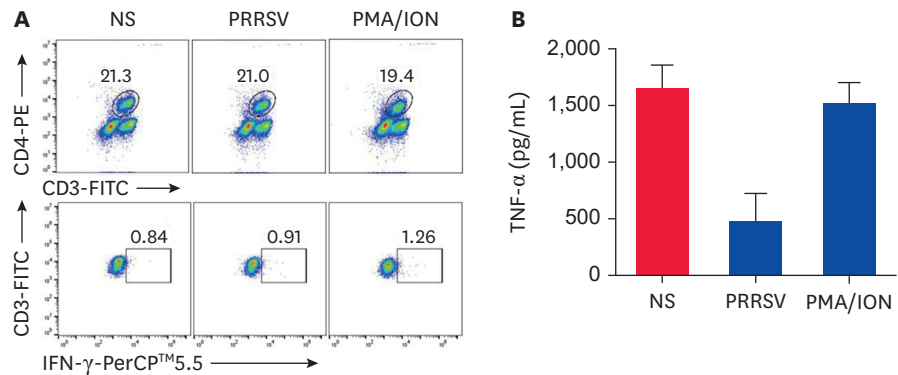 A
NS
PRRSV
PMA/ION
21.3
21.0
19.4
CD4-PE
CD3-FITC
0.84
0.91
1.26
CD3-FITC
IFN-γ-PerCP™5.5
B
2,000
1,500
1,000
500
0
TNF-α (pg/mL)
NS
PRRSV
PMA/ION